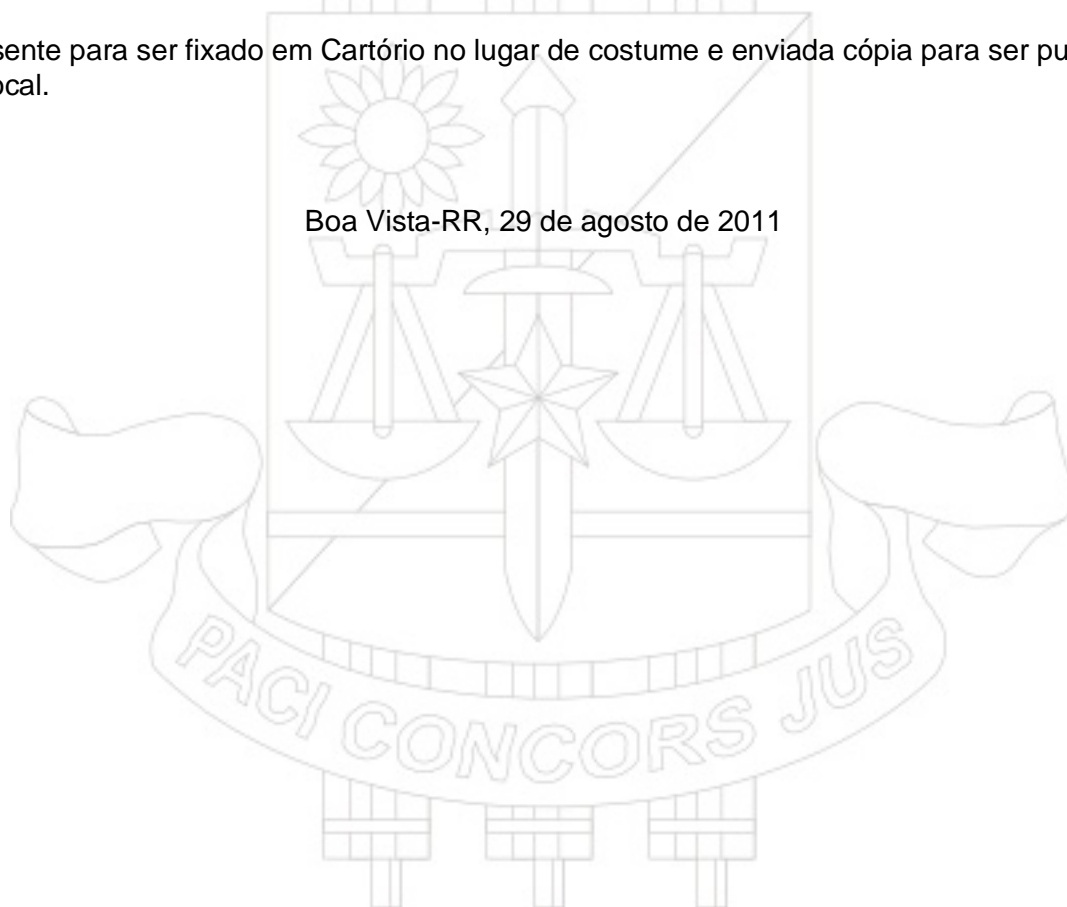 sente para ser fixado em Cartório no lugar de costume e enviada cópia para ser pu
ocal.
Boa Vista-RR, 29 de agosto de 2011
PACI CONCORS JUS